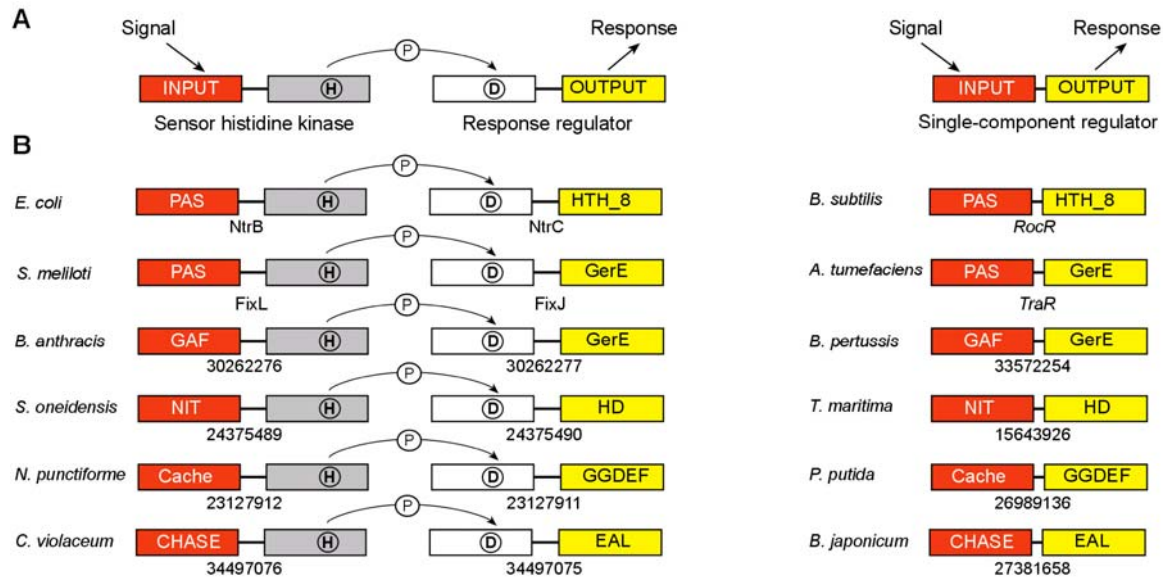 A
Signal Response Signal Response
P
INPUT H D OUTPUT INPUT OUTPUT
Sensor histidine kinase Response regulator Single-component regulator
B
P
E. coli PAS H D HTH_8 B. subtilis PAS HTH_8
NtrB NtrC RocR
P
S. meliloti PAS H D GerE A. tumefaciens PAS GerE
FixL FixJ TraR
P
B. anthracis GAF H D GerE B. pertussis GAF GerE
30262276 30262277 33572254
P
S. oneidensis NIT H D HD T. maritima NIT HD
24375489 24375490 15643926
P
N. punctiforme Cache H D GGDEF P. putida Cache GGDEF
23127912 23127911 26989136
P
C. violaceum CHASE H D EAL B. japonicum CHASE EAL
34497076 34497075 27381658